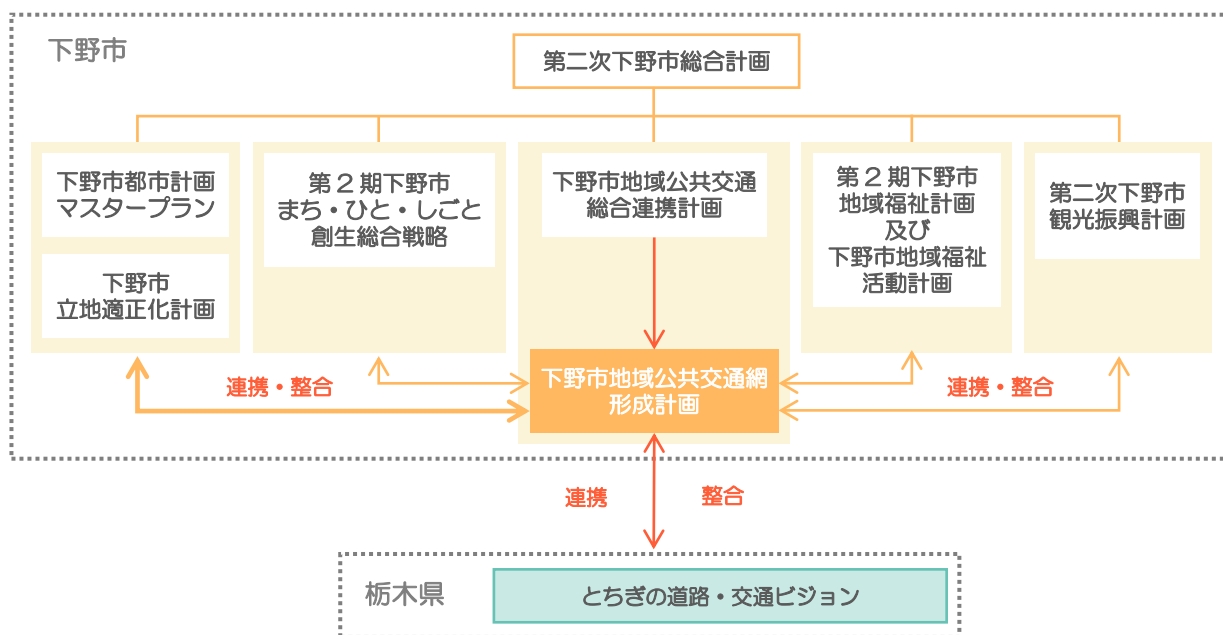 下野市
第二次下野市総合計画
下野市都市計画
マスタープラン
下野市
立地適正化計画
第２期下野市
まち・ひと・しごと
創生総合戦略
下野市地域公共交通
総合連携計画
第２期下野市
地域福祉計画
及び
下野市地域福祉
活動計画
第二次下野市
観光振興計画
連携・整合
下野市地域公共交通網
形成計画
連携・整合
連携
整合
栃木県
とちぎの道路・交通ビジョン